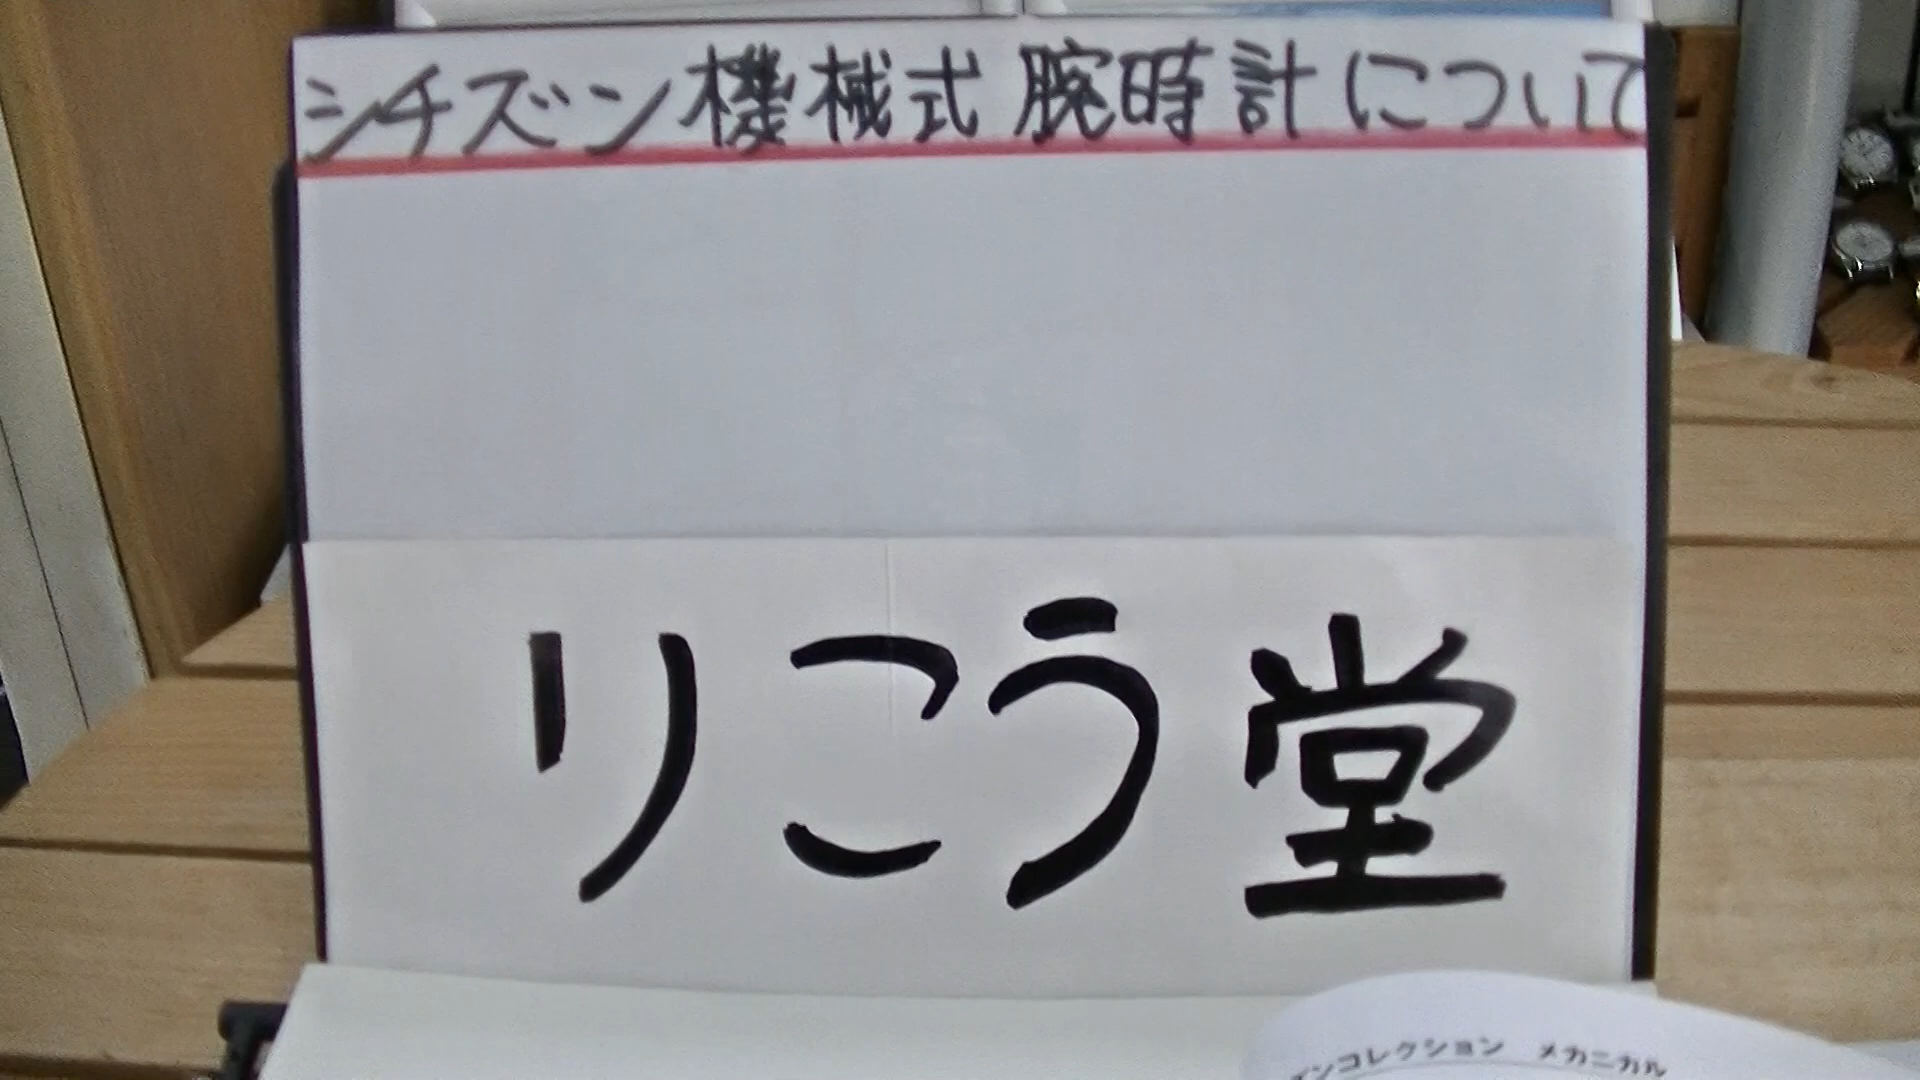 シチズン機械式腕時計について
りこう堂
ンコレクション メカニカル